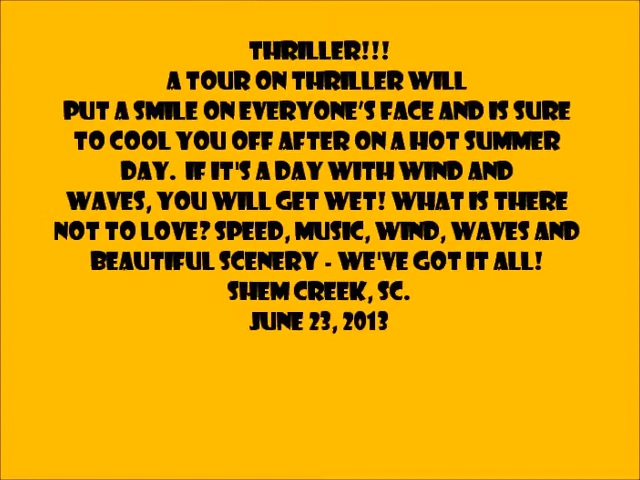 THRILLER!!!
A TOUR ON THRILLER WILL
PUT A SMILE ON EVERYONE'S FACE AND IS SURE
TO COOL YOU OFF AFTER ON A HOT SUMMER
DAY. IF IT'S A DAY WITH WIND AND
WAVES, YOU WILL GET WET! WHAT IS THERE
NOT TO LOVE? SPEED, MUSIC, WIND, WAVES AND
BEAUTIFUL SCENERY - WE'VE GOT IT ALL!
SHEM CREEK, SC.
JUNE 23, 2013